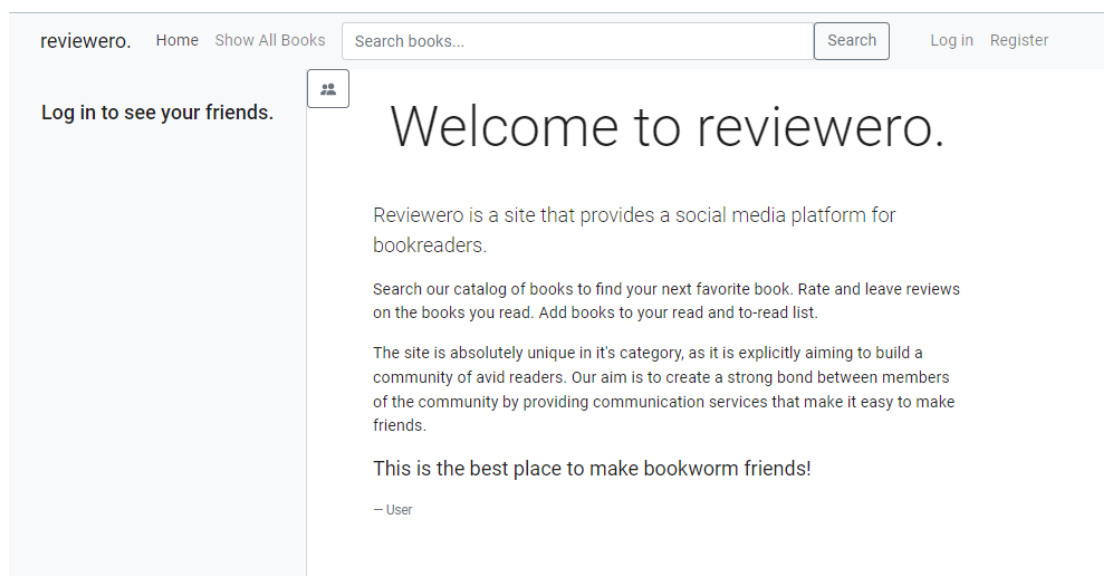 reviewero. Home Show All Books Search books... Search Log in Register
Log in to see your friends.
Welcome to reviewero.
Reviewero is a site that provides a social media platform for
bookreaders.
Search our catalog of books to find your next favorite book. Rate and leave reviews
on the books you read. Add books to your read and to-read list.
The site is absolutely unique in it's category, as it is explicitly aiming to build a
community of avid readers. Our aim is to create a strong bond between members
of the community by providing communication services that make it easy to make
friends.
This is the best place to make bookworm friends!
— User